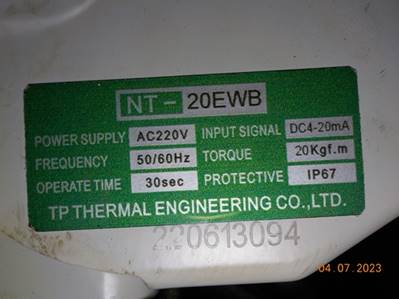 NT- 20EWB
POWER SUPPLY AC220V INPUT SIGNAL DC4-20mA
FREQUENCY 50/60Hz TORQUE 20Kgf.m
OPERATE TIME 30sec PROTECTIVE IP67
TP THERMAL ENGINEERING CO.,LTD.
220613094
04.07.2023